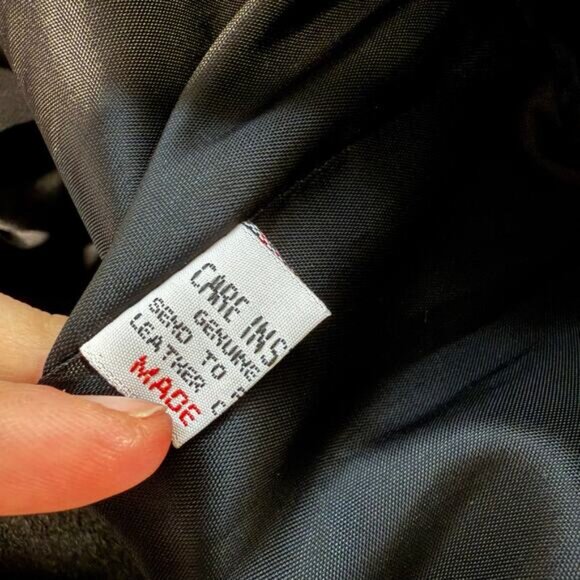 CARE INS
GENUINE
SEND TO
LEATHER C
MADE